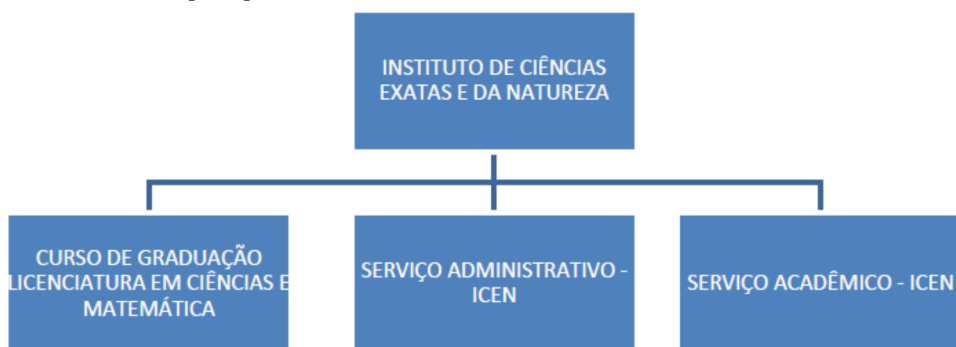 INSTITUTO DE CIÊNCIAS
EXATAS E DA NATUREZA
CURSO DE GRADUAÇÃO
LICENCIATURA EM CIÊNCIAS E
MATEMÁTICA
SERVIÇO ADMINISTRATIVO -
ICEN
SERVIÇO ACADÊMICO - ICEN